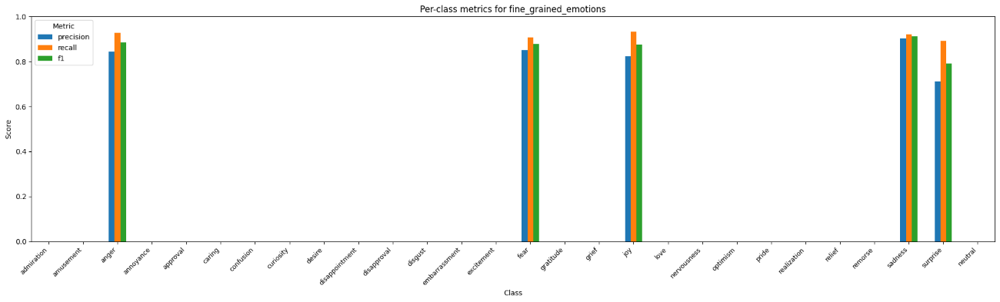 Per-class metrics for fine_grained_emotions
Metric
precision
recall
f1
Score
1.0
0.8
0.6
0.4
0.2
0.0
admiration
amusement
anger
annoyance
approval
caring
confusion
curiosity
desire
disappointment
disapproval
disgust
embarrassment
excitement
fear
gratitude
grief
joy
love
nervousness
optimism
pride
realization
relief
remorse
sadness
surprise
neutral
Class